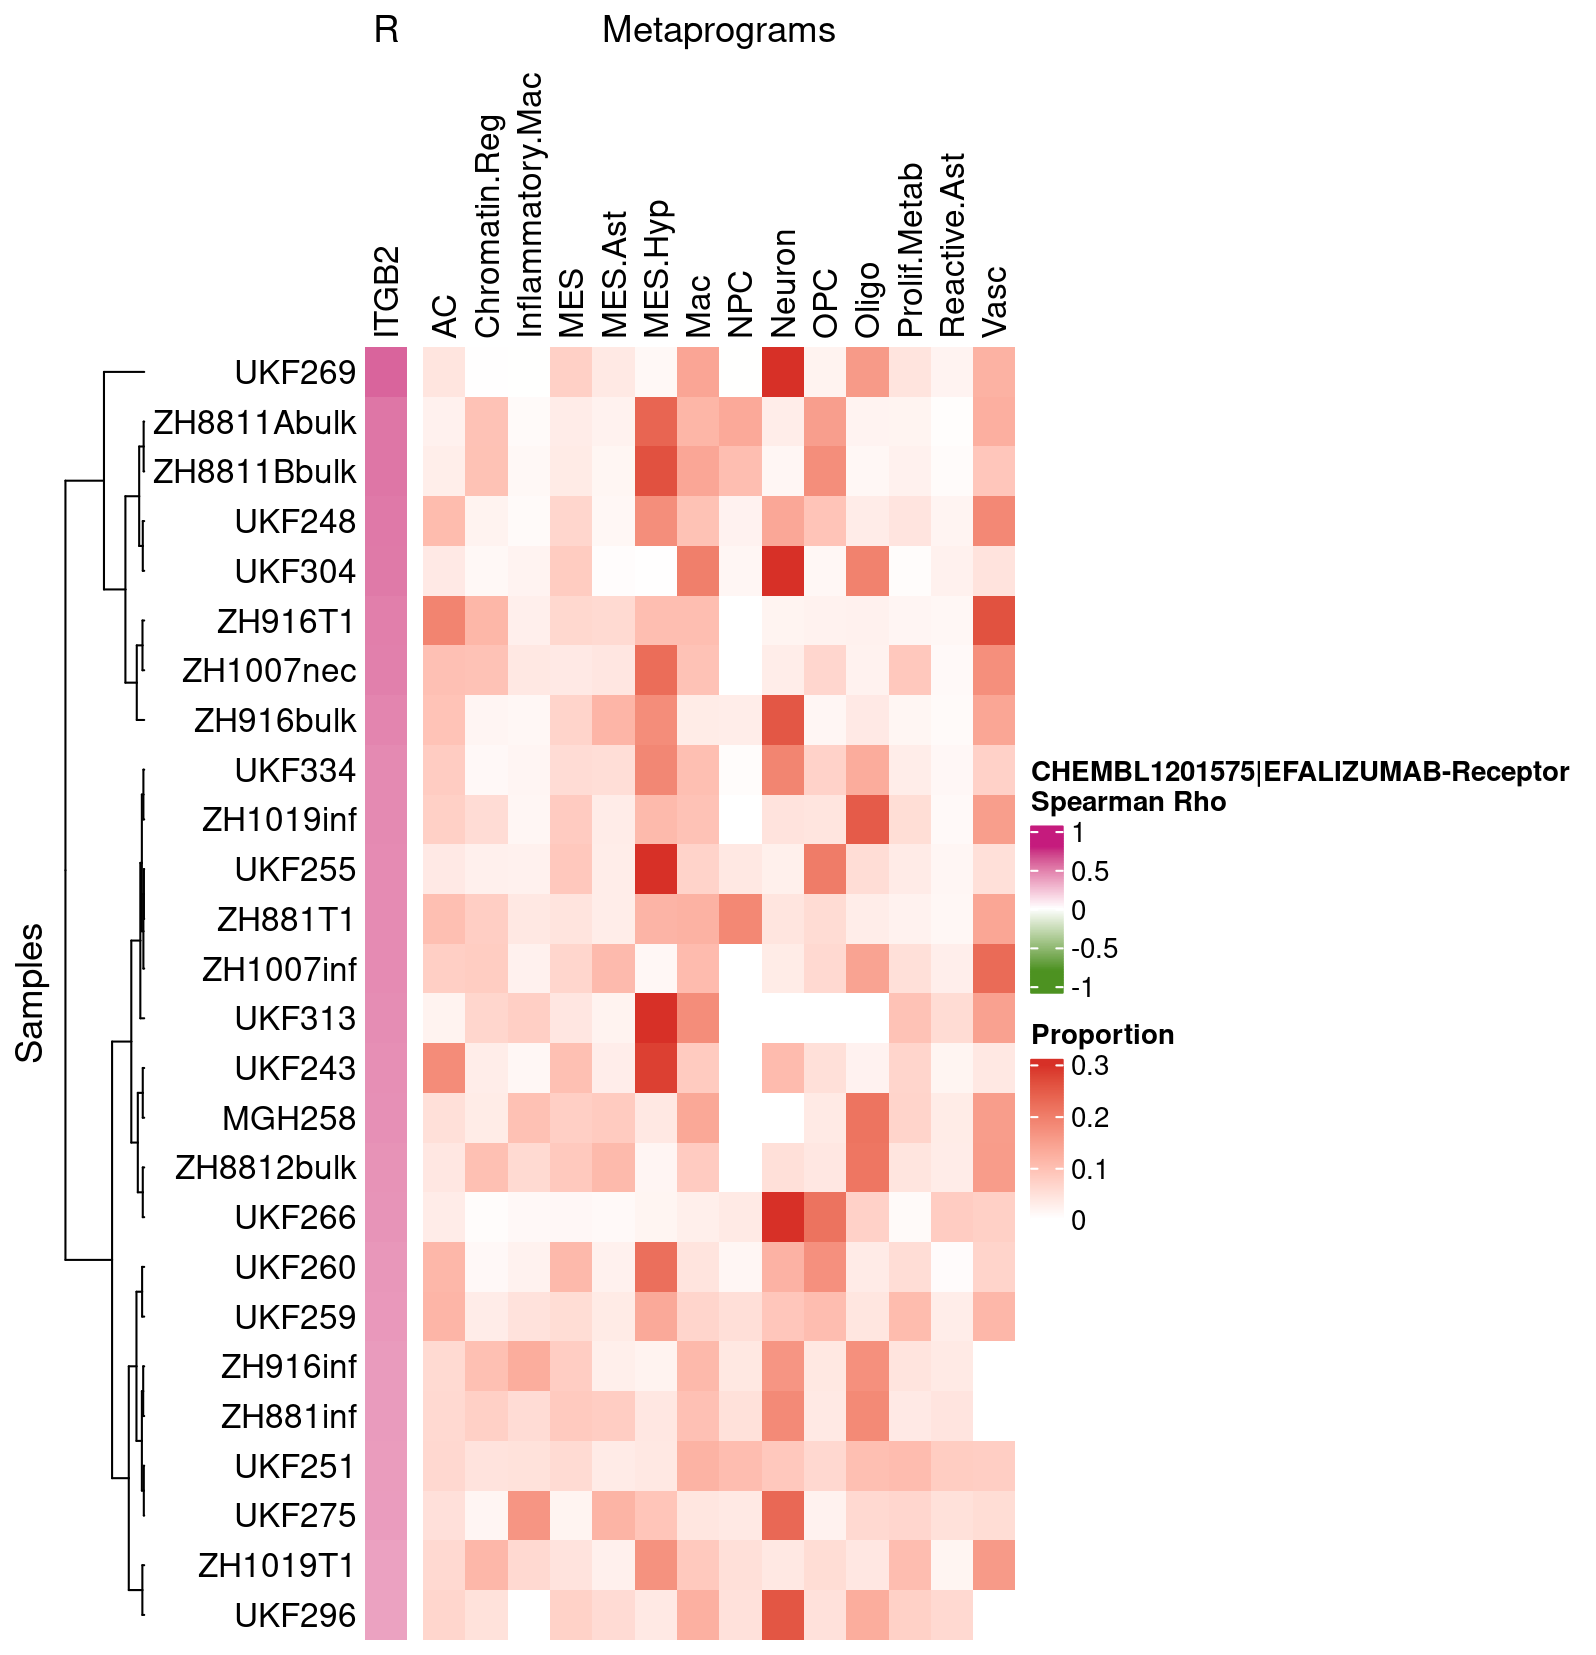 R Metaprograms
ITGB2
AC
Chromatin.Reg
Inflammatory.Mac
MES
MES.Ast
MES.Hyp
Mac
NPC
Neuron
OPC
Oligo
Prolif.Metab
Reactive.Ast
Vasc
Samples
UKF269
ZH8811Abulk
ZH8811Bbulk
UKF248
UKF304
ZH916T1
ZH1007nec
ZH916bulk
UKF334
ZH1019inf
UKF255
ZH881T1
ZH1007inf
UKF313
UKF243
MGH258
ZH8812bulk
UKF266
UKF260
UKF259
ZH916inf
ZH881inf
UKF251
UKF275
ZH1019T1
UKF296
CHEMBL1201575|EFALIZUMAB-Receptor
Spearman Rho
1
0.5
0
-0.5
-1
Proportion
0.3
0.2
0.1
0